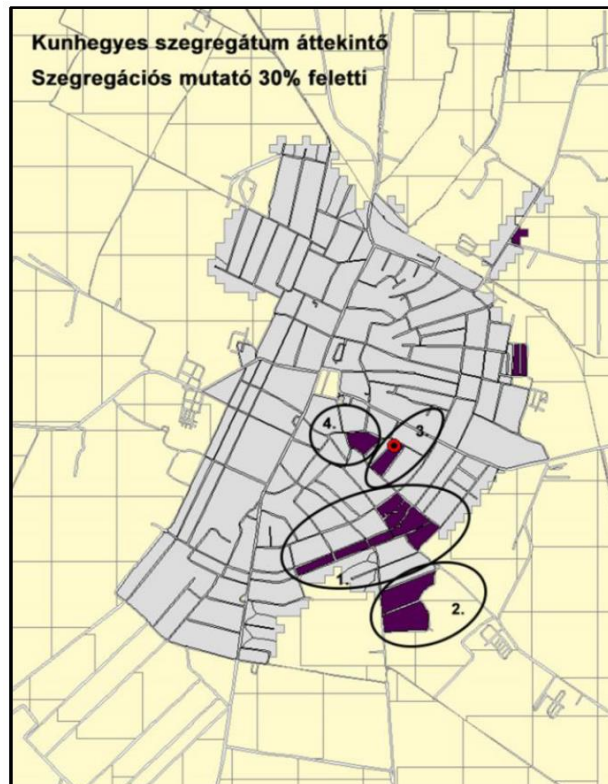 Kunhegyes szegregátum áttekintő
Szegregációs mutató 30% feletti
4.
3.
1.
2.